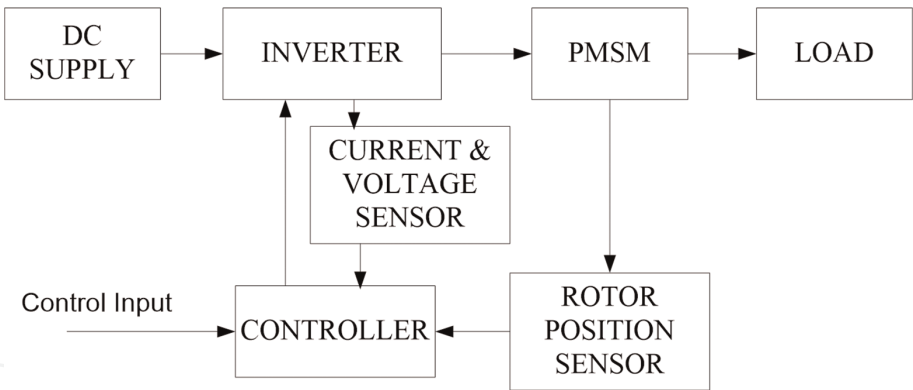 DC
SUPPLY
INVERTER
PMSM
LOAD
CURRENT &
VOLTAGE
SENSOR
Control Input
CONTROLLER
ROTOR
POSITION
SENSOR